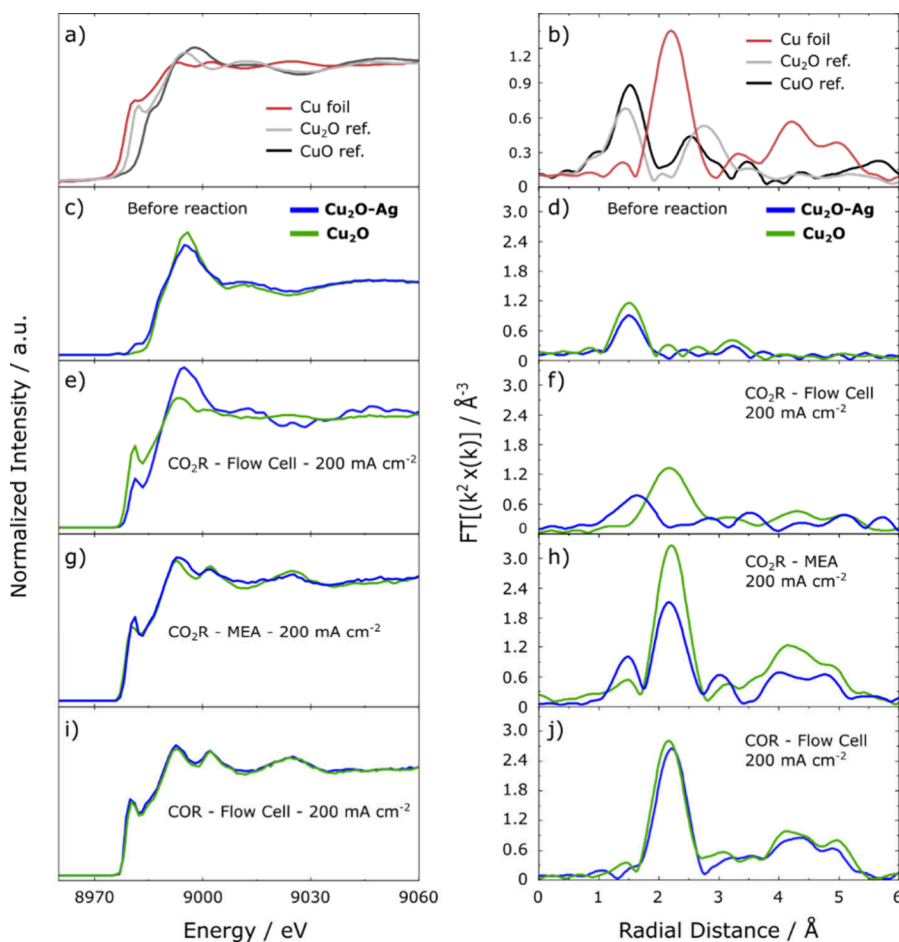 a)
Cu foil
Cu₂O ref.
CuO ref.
b)
Cu foil
Cu₂O ref.
CuO ref.
1.2
0.9
0.6
0.3
0
c)
Before reaction
Cu₂O-Ag
Cu₂O
d)
Before reaction
Cu₂O-Ag
Cu₂O
3.0
2.4
1.8
1.2
0.6
0
e)
CO₂R - Flow Cell - 200 mA cm⁻²
f)
CO₂R - Flow Cell
200 mA cm⁻²
3.0
2.4
1.8
1.2
0.6
0
g)
CO₂R - MEA - 200 mA cm⁻²
h)
CO₂R - MEA
200 mA cm⁻²
3.0
2.4
1.8
1.2
0.6
0
i)
COR - Flow Cell - 200 mA cm⁻²
j)
COR - Flow Cell
200 mA cm⁻²
3.0
2.4
1.8
1.2
0.6
0
Normalized Intensity / a.u.
FT[(k² x(k)] / Å⁻³
8970 9000 9030 9060
0 1 2 3 4 5 6
Energy / eV
Radial Distance / Å